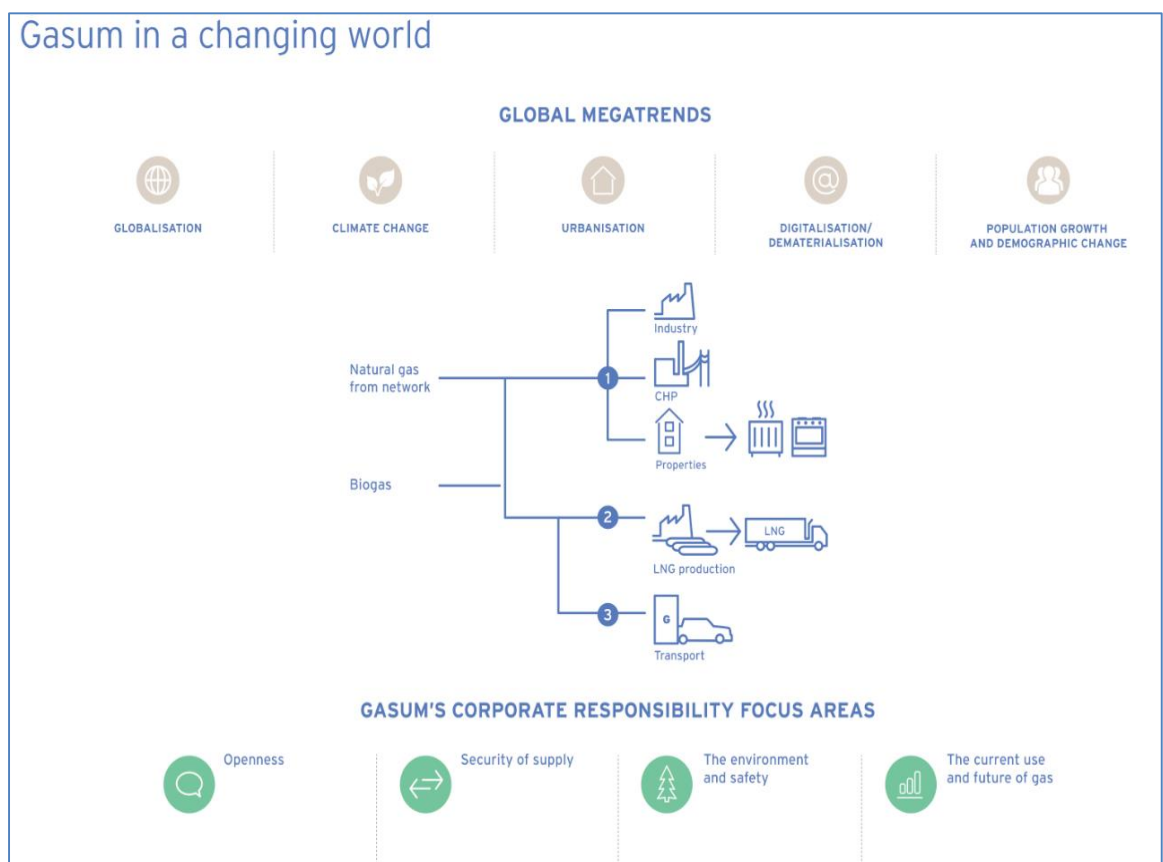 Gasum in a changing world
GLOBAL MEGATRENDS
GLOBALISATION
CLIMATE CHANGE
URBANISATION
DIGITALISATION/
DEMATERIALISATION
POPULATION GROWTH
AND DEMOGRAPHIC CHANGE
Industry
Natural gas
from network
1
CHP
Properties
Biogas
2
LNG
LNG production
3
G
Transport
GASUM'S CORPORATE RESPONSIBILITY FOCUS AREAS
Openness
Security of supply
The environment
and safety
The current use
and future of gas